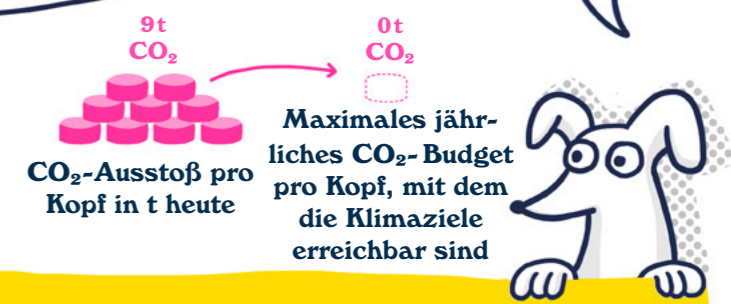 9t
CO₂
CO₂-Ausstoß pro
Kopf in t heute
0t
CO₂
Maximales jähr-
liches CO₂-Budget
pro Kopf, mit dem
die Klimaziele
erreichbar sind